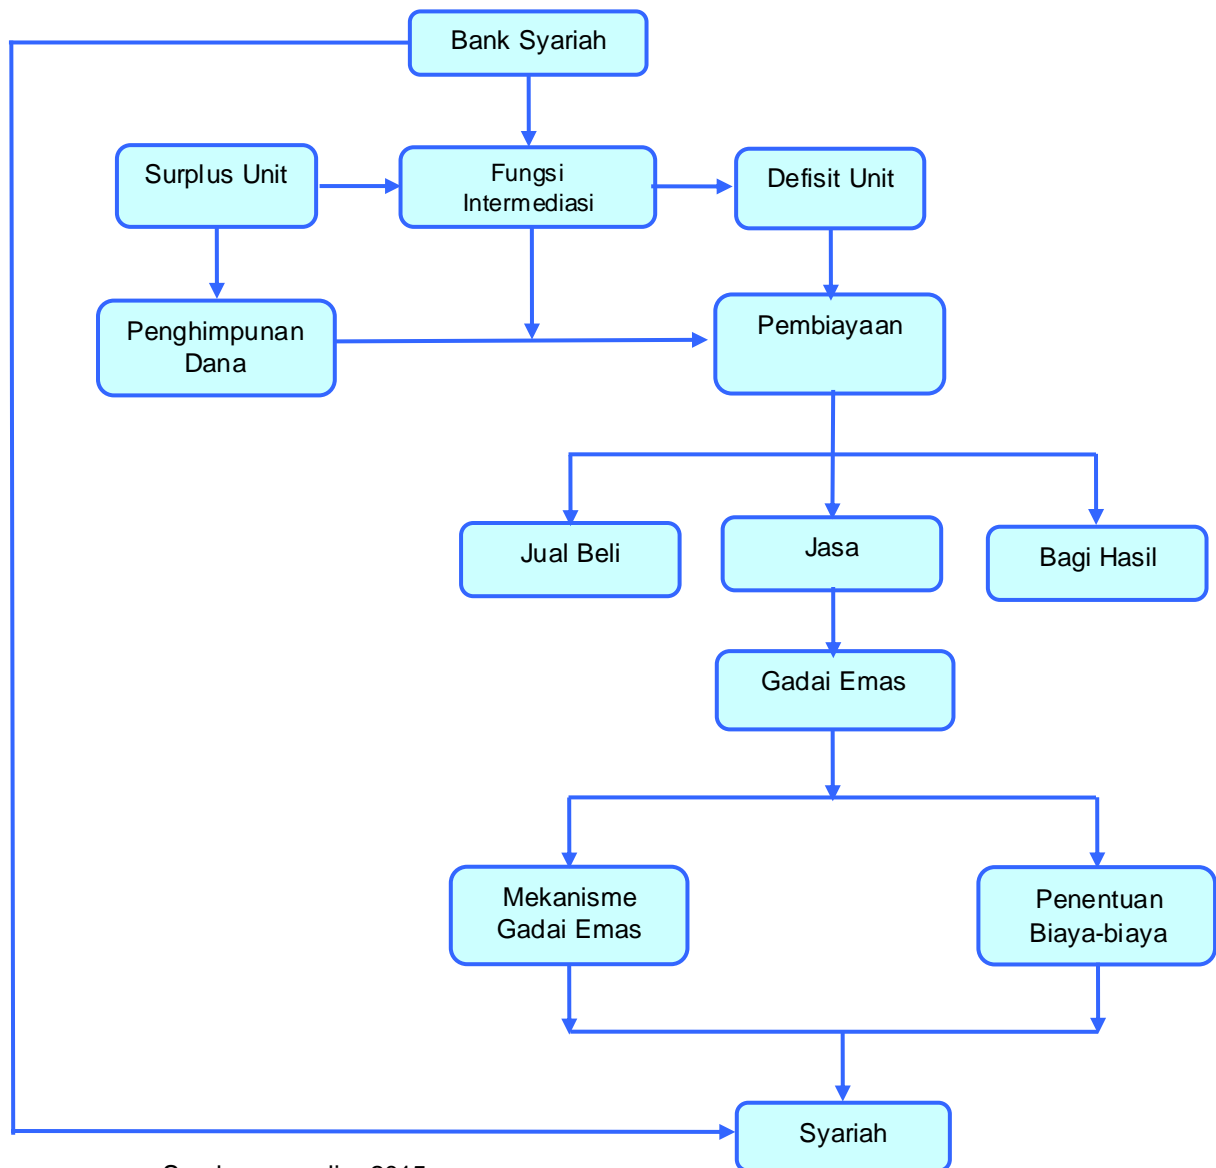 Bank Syariah
Surplus Unit
Fungsi
Intermediasi
Defisit Unit
Penghimpunan
Dana
Pembiayaan
Jual Beli
Jasa
Bagi Hasil
Gadai Emas
Mekanisme
Gadai Emas
Penentuan
Biaya-biaya
Syariah
2015